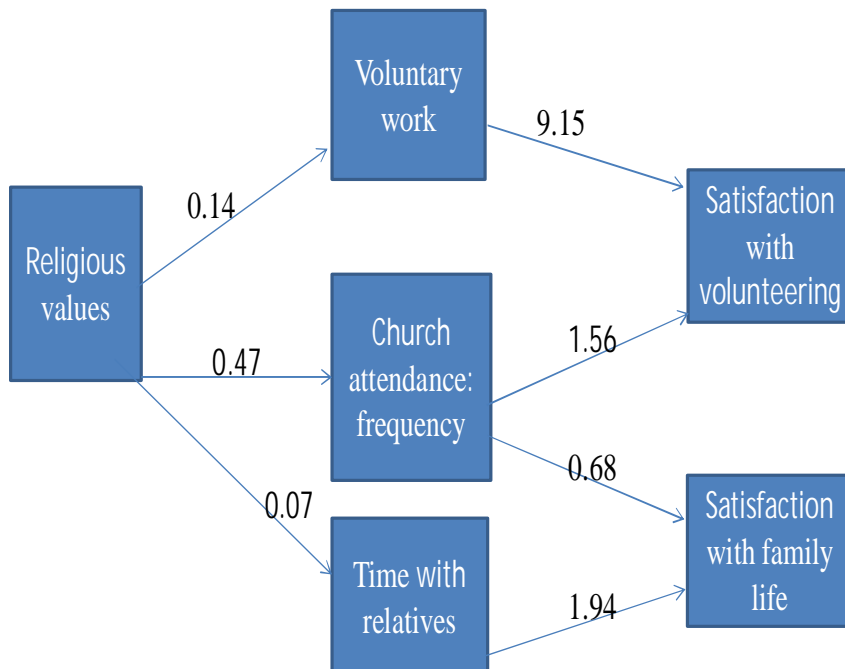 Voluntary
work
9.15
0.14
Satisfaction
with
volunteering
Religious
values
Church
attendance:
frequency
1.56
0.47
0.68
0.07
Satisfaction
with family
life
Time with
relatives
1.94